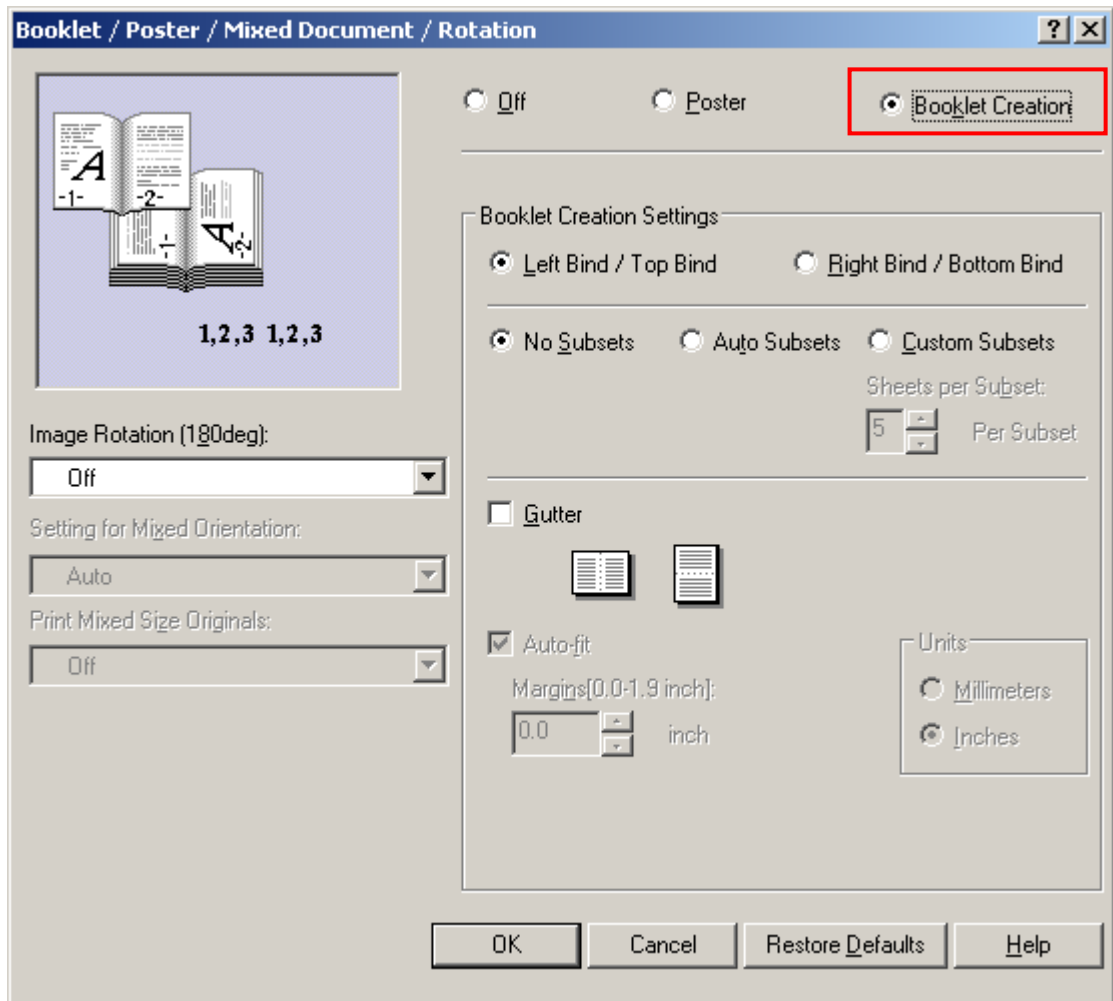 Booklet / Poster / Mixed Document / Rotation
Off Poster Booklet Creation
A
-1- -2-
A
-1- -2-
1,2,3 1,2,3
Image Rotation (180deg):
Off
Setting for Mixed Orientation:
Auto
Print Mixed Size Originals:
Off
Booklet Creation Settings
Left Bind / Top Bind Right Bind / Bottom Bind
No Subsets Auto Subsets Custom Subsets
Sheets per Subset:
5 Per Subset
Gutter
Auto-fit
Margins[0.0-1.9 inch]:
0.0 inch
Units
Millimeters
Inches
OK Cancel Restore Defaults Help